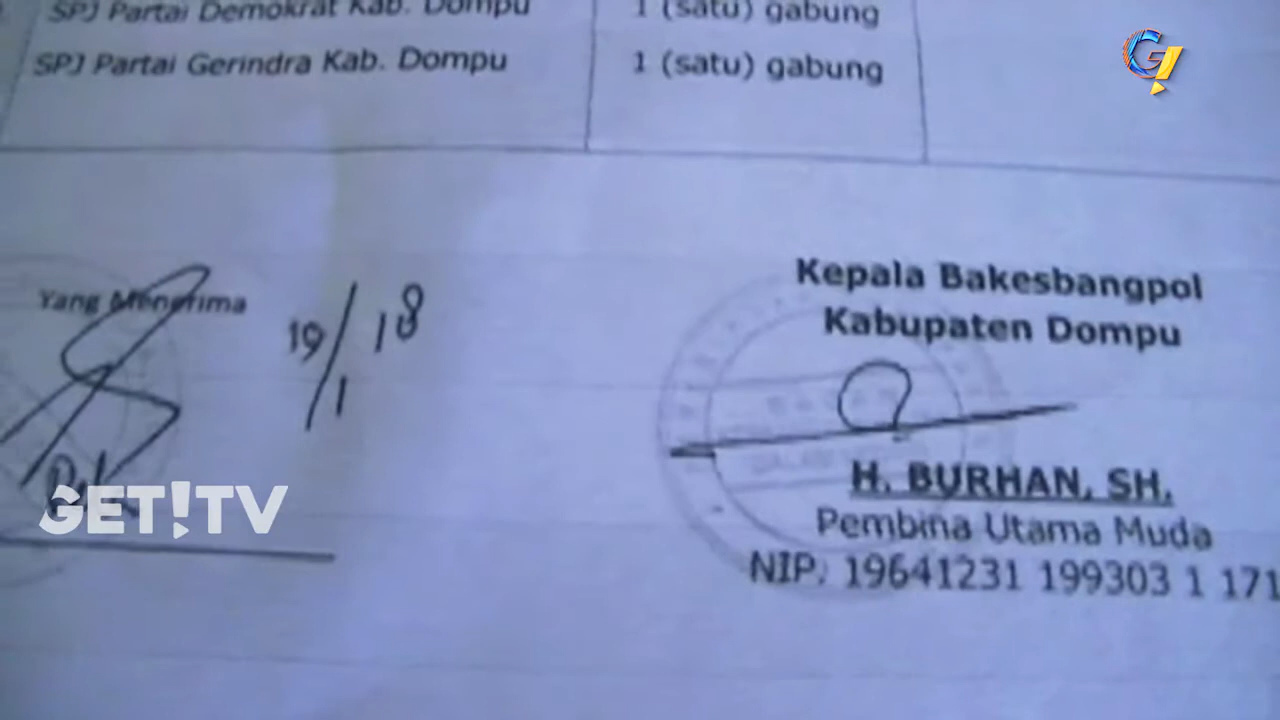 SPJ Partai Demokrat Kab. Dompu 1 (satu) gabung
SPJ Partai Gerindra Kab. Dompu 1 (satu) gabung
G!
Yang Menerima
19/1 18
Kepala Bakesbangpol
Kabupaten Dompu
H. BURHAN, SH.
Pembina Utama Muda
NIP. 19641231 199303 1 171
GET!TV